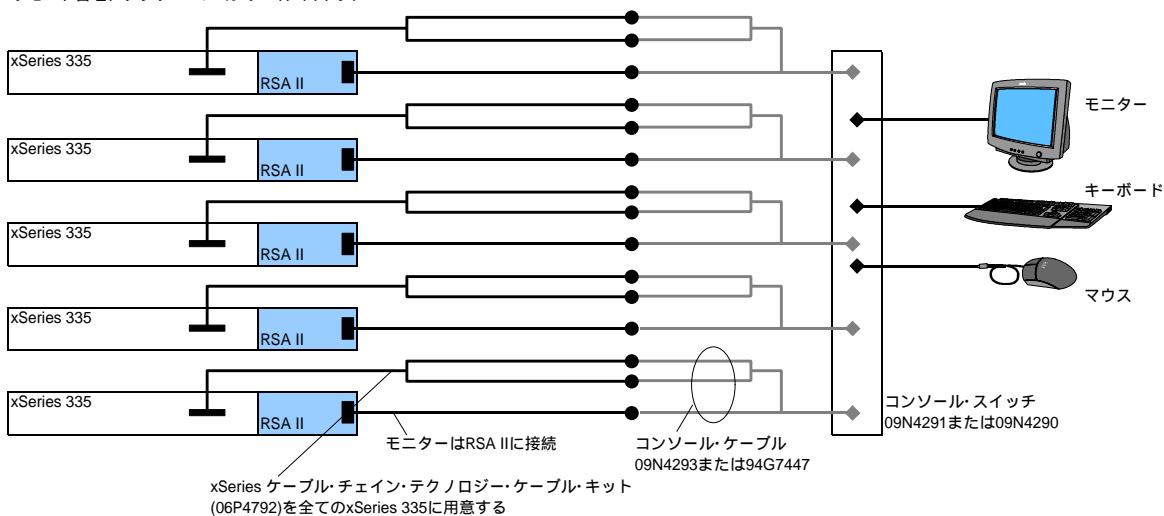 xSeries 335
RSA II
モニター
xSeries 335
RSA II
キーボード
xSeries 335
RSA II
マウス
xSeries 335
RSA II
xSeries 335
RSA II
コンソール・スイッチ
09N4291または09N4290
モニターはRSA IIに接続
コンソール・ケーブル
09N4293または94G7447
xSeries ケーブル・チェイン・テクノロジー・ケーブル・キット
(06P4792)を全てのxSeries 335に用意する